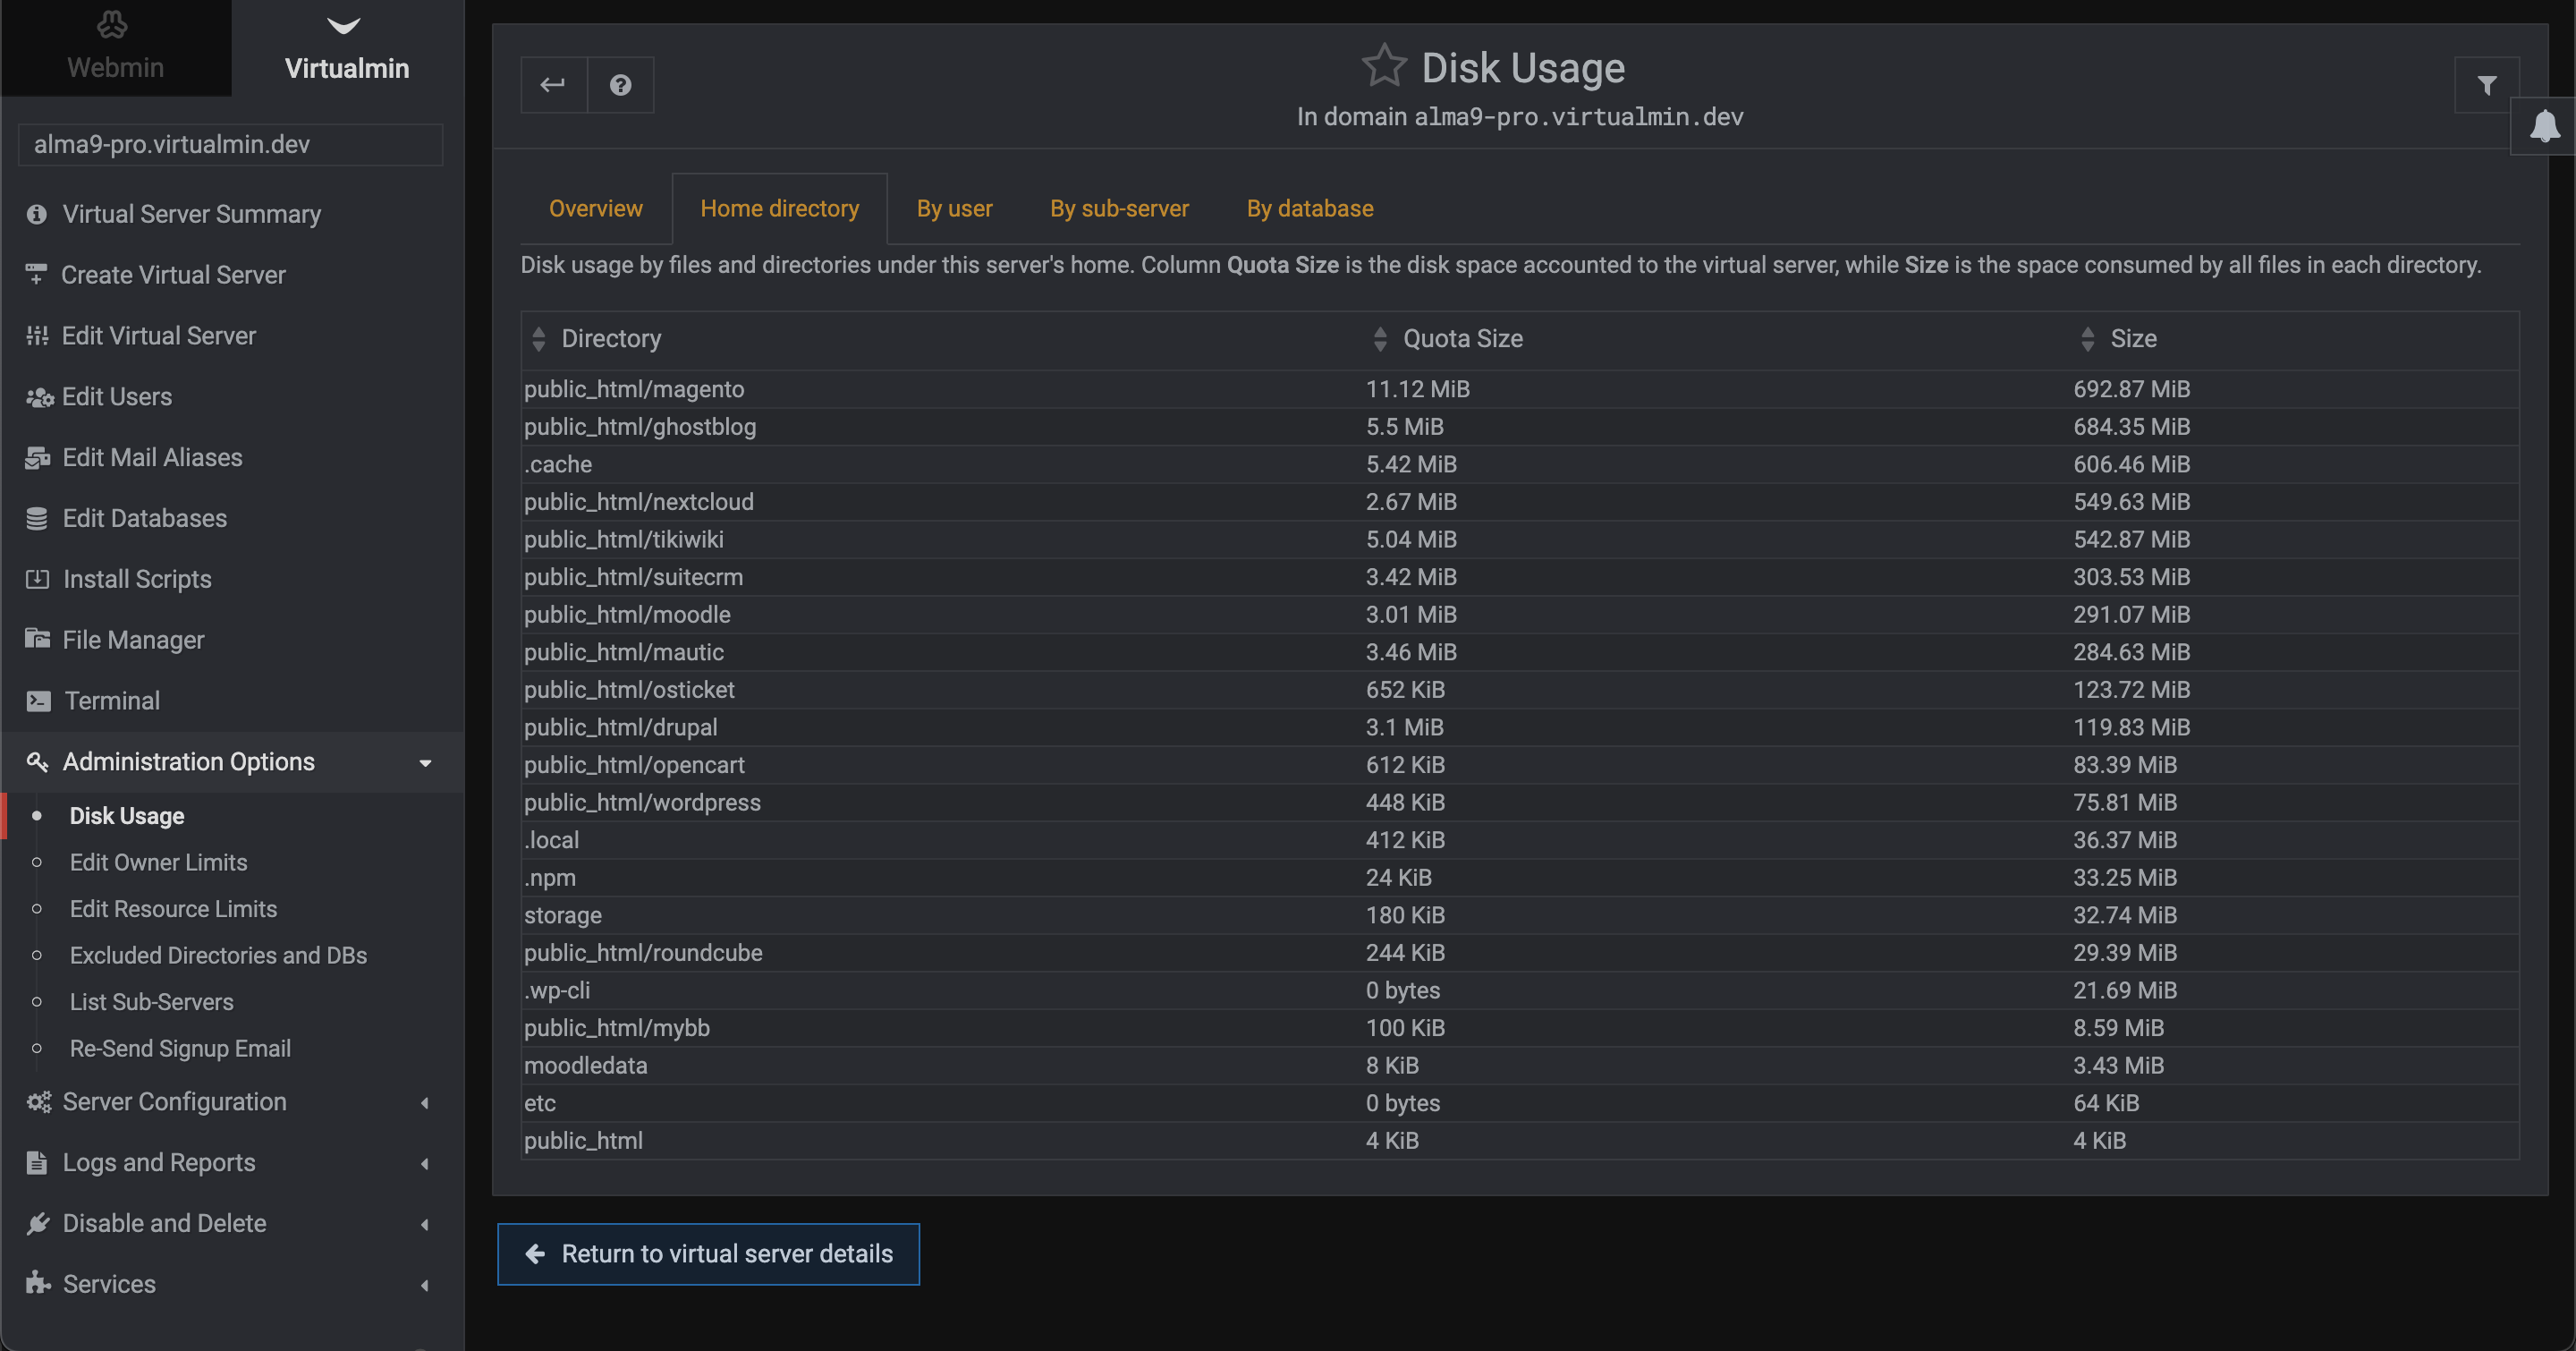 Webmin
Virtualmin
alma9-pro.virtualmin.dev
Virtual Server Summary
Create Virtual Server
Edit Virtual Server
Edit Users
Edit Mail Aliases
Edit Databases
Install Scripts
File Manager
Terminal
Administration Options
Disk Usage
Edit Owner Limits
Edit Resource Limits
Excluded Directories and DBs
List Sub-Servers
Re-Send Signup Email
Server Configuration
Logs and Reports
Disable and Delete
Services
Disk Usage
In domain alma9-pro.virtualmin.dev
Overview Home directory By user By sub-server By database
Disk usage by files and directories under this server's home. Column Quota Size is the disk space accounted to the virtual server, while Size is the space consumed by all files in each directory.
Directory Quota Size Size
public_html/magento 11.12 MiB 692.87 MiB
public_html/ghostblog 5.5 MiB 684.35 MiB
.cache 5.42 MiB 606.46 MiB
public_html/nextcloud 2.67 MiB 549.63 MiB
public_html/tikiwiki 5.04 MiB 542.87 MiB
public_html/suitecrm 3.42 MiB 303.53 MiB
public_html/moodle 3.01 MiB 291.07 MiB
public_html/mautic 3.46 MiB 284.63 MiB
public_html/osticket 652 KiB 123.72 MiB
public_html/drupal 3.1 MiB 119.83 MiB
public_html/opencart 612 KiB 83.39 MiB
public_html/wordpress 448 KiB 75.81 MiB
.local 412 KiB 36.37 MiB
.npm 24 KiB 33.25 MiB
storage 180 KiB 32.74 MiB
public_html/roundcube 244 KiB 29.39 MiB
.wp-cli 0 bytes 21.69 MiB
public_html/mybb 100 KiB 8.59 MiB
moodledata 8 KiB 3.43 MiB
etc 0 bytes 64 KiB
public_html 4 KiB 4 KiB
Return to virtual server details